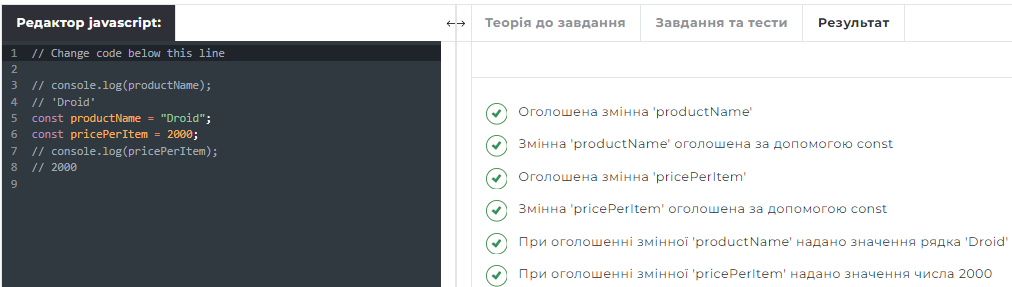 Редактор javascript:
Теорія до завдання
Завдання та тести
Результат
1 // Change code below this line
2
3 // console.log(productName);
4 // 'Droid'
5 const productName = "Droid";
6 const pricePerItem = 2000;
7 // console.log(pricePerItem);
8 // 2000
9
Оголошена змінна 'productName'
Змінна 'productName' оголошена за допомогою const
Оголошена змінна 'pricePerItem'
Змінна 'pricePerItem' оголошена за допомогою const
При оголошенні змінної 'productName' надано значення рядка 'Droid'
При оголошенні змінної 'pricePerItem' надано значення числа 2000